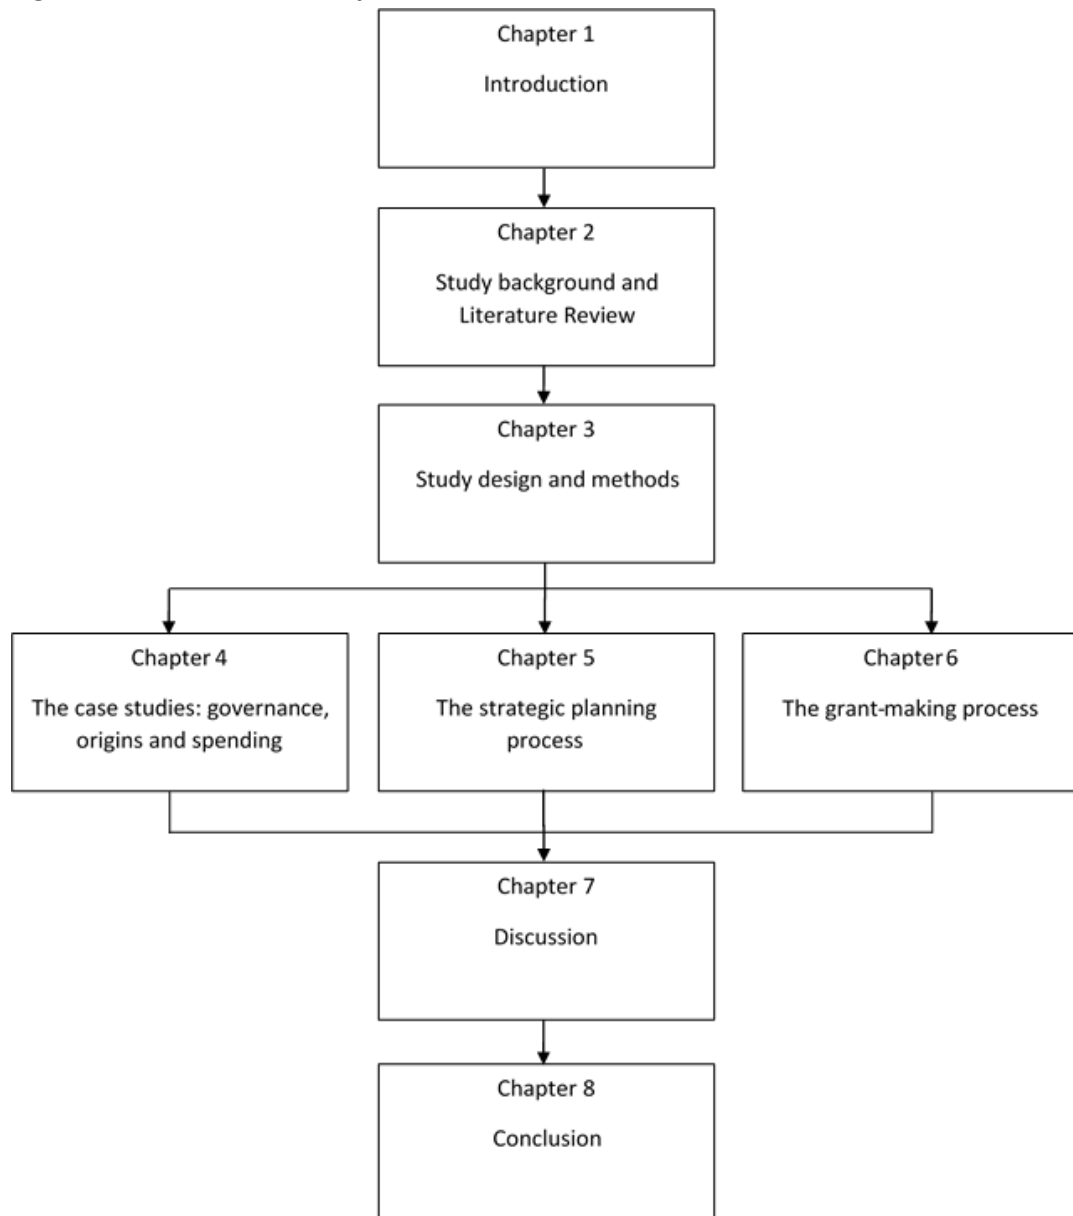 Chapter 1
Introduction
Chapter 2
Study background and
Literature Review
Chapter 3
Study design and methods
Chapter 4
The case studies: governance,
origins and spending
Chapter 5
The strategic planning
process
Chapter 6
The grant-making process
Chapter 7
Discussion
Chapter 8
Conclusion